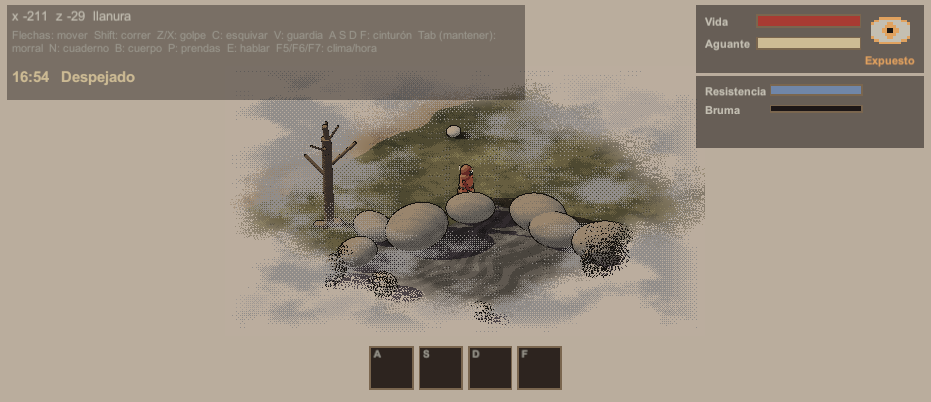 x -211  z -29  llanura
Flechas: mover  Shift: correr  Z/X: golpe  C: esquivar  V: guardia  A S D F: cinturón  Tab (mantener):
morral  N: cuaderno  B: cuerpo  P: prendas  E: hablar  F5/F6/F7: clima/hora
16:54  Despejado
Vida
Aguante
Expuesto
Resistencia
Bruma
A S D F